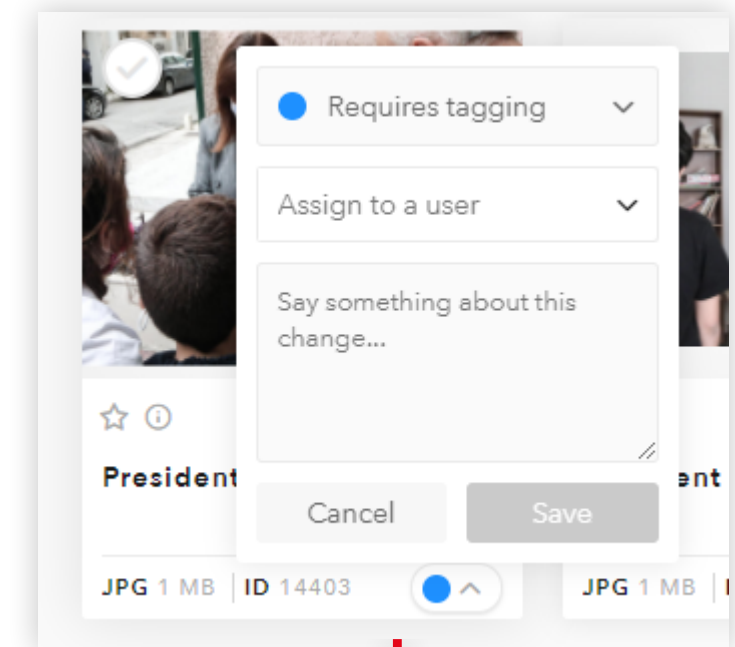 Requires tagging
Assign to a user
Say something about this
change...
President
ent
Cancel Save
JPG 1 MB ID 14403
JPG 1 MB